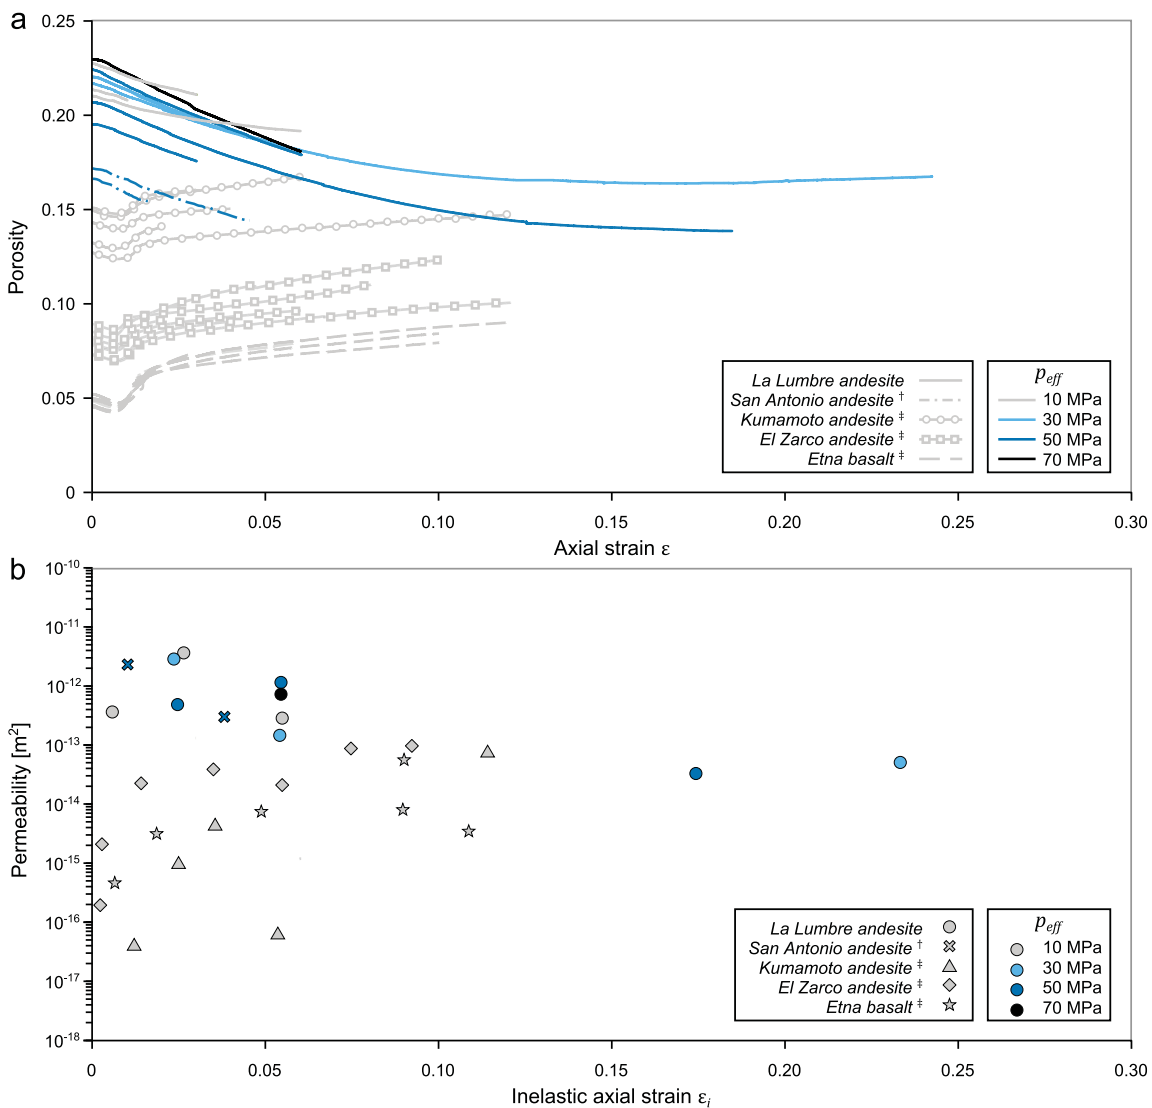 a
0.25
0.20
0.15
0.10
0.05
0
Porosity
La Lumbre andesite
San Antonio andesite †
Kumamoto andesite ‡
El Zarco andesite ‡
Etna basalt ‡
peff
10 MPa
30 MPa
50 MPa
70 MPa
0 0.05 0.10 0.15 0.20 0.25 0.30
Axial strain ε
b
10-10
10-11
10-12
10-13
10-14
10-15
10-16
10-17
10-18
Permeability [m2]
La Lumbre andesite
San Antonio andesite †
Kumamoto andesite ‡
El Zarco andesite ‡
Etna basalt ‡
peff
10 MPa
30 MPa
50 MPa
70 MPa
0 0.05 0.10 0.15 0.20 0.25 0.30
Inelastic axial strain εi